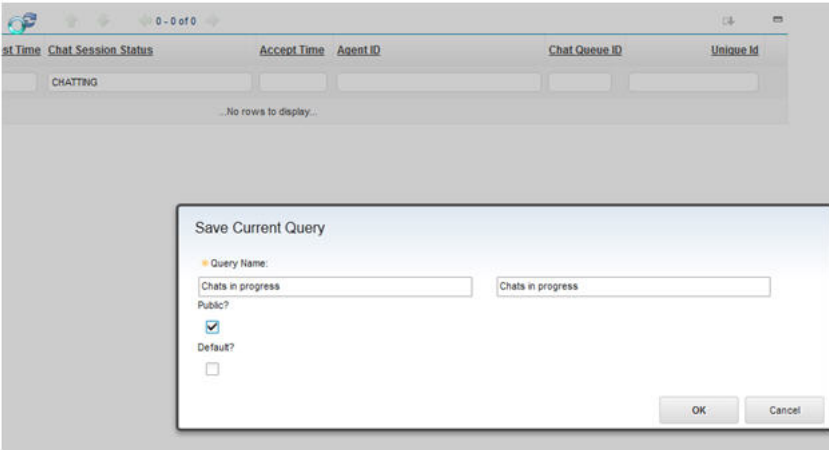 0 - 0 of 0
st Time Chat Session Status Accept Time Agent ID Chat Queue ID Unique Id
CHATTING
...No rows to display...
Save Current Query
Query Name:
Chats in progress Chats in progress
Public?
Default?
OK Cancel